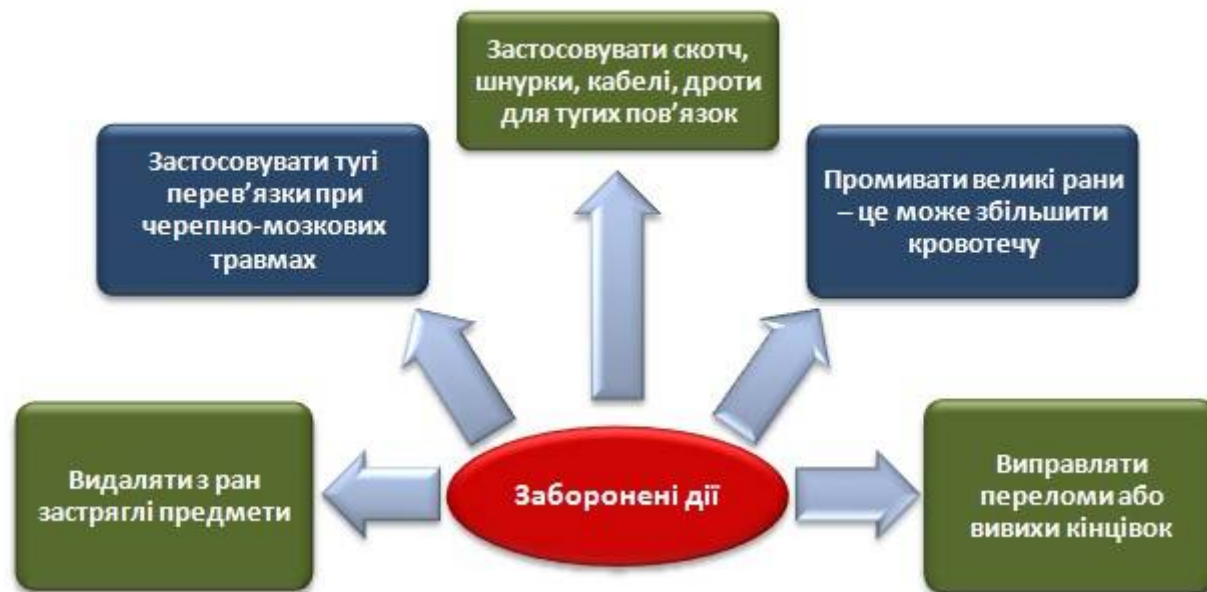 Застосовувати скотч,
шнурки, кабелі, дроти
для тугих пов’язок
Застосовувати тугі
перев’язки при
черепно-мозкових
травмах
Промивати великі рани
– це може збільшити
кровотечу
Видаляти з ран
застряглі предмети
Заборонені дії
Виправляти
переломи або
вивихи кінцівок